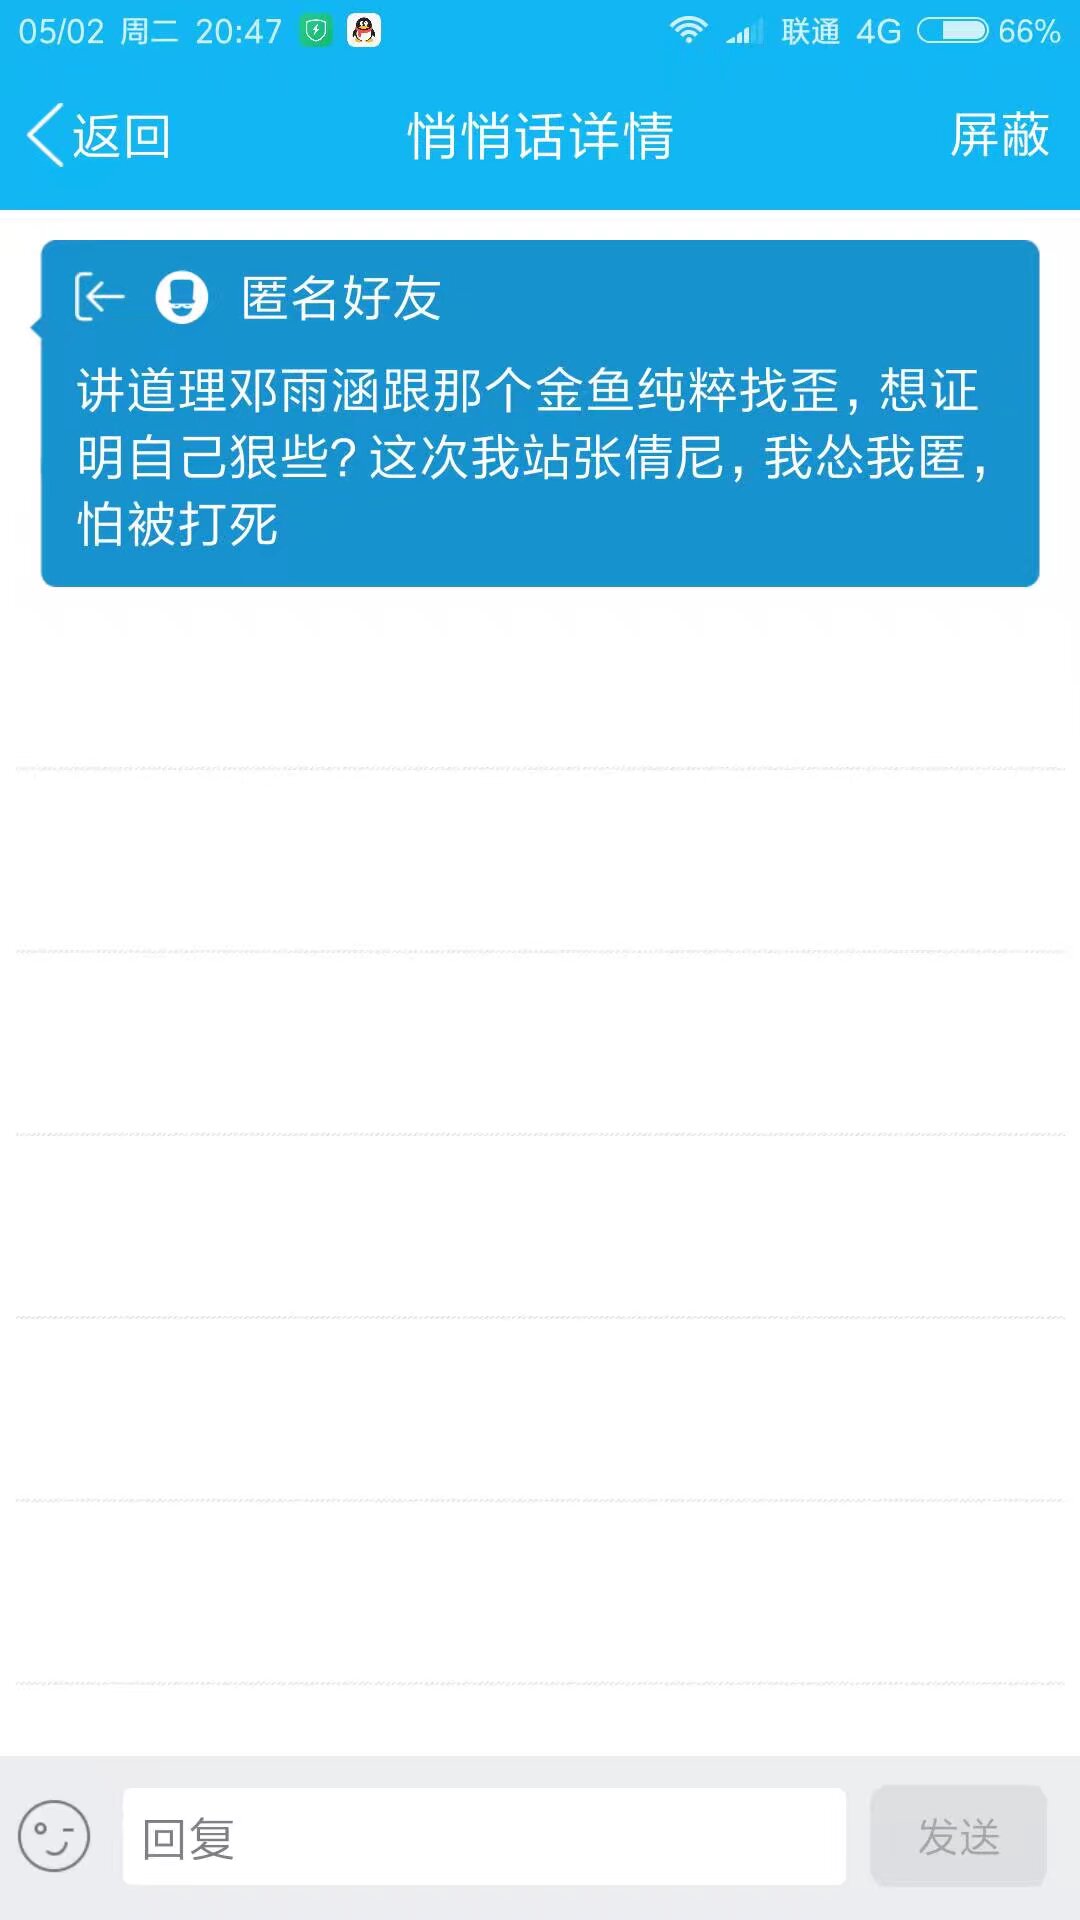 05/02 周二 20:47 联通 4G 66%
返回 悄悄话详情 屏蔽
匿名好友
讲道理邓雨涵跟那个金鱼纯粹找歪，想证
明自己狠些？这次我站张倩尼，我怂我匿，
怕被打死
回复 发送